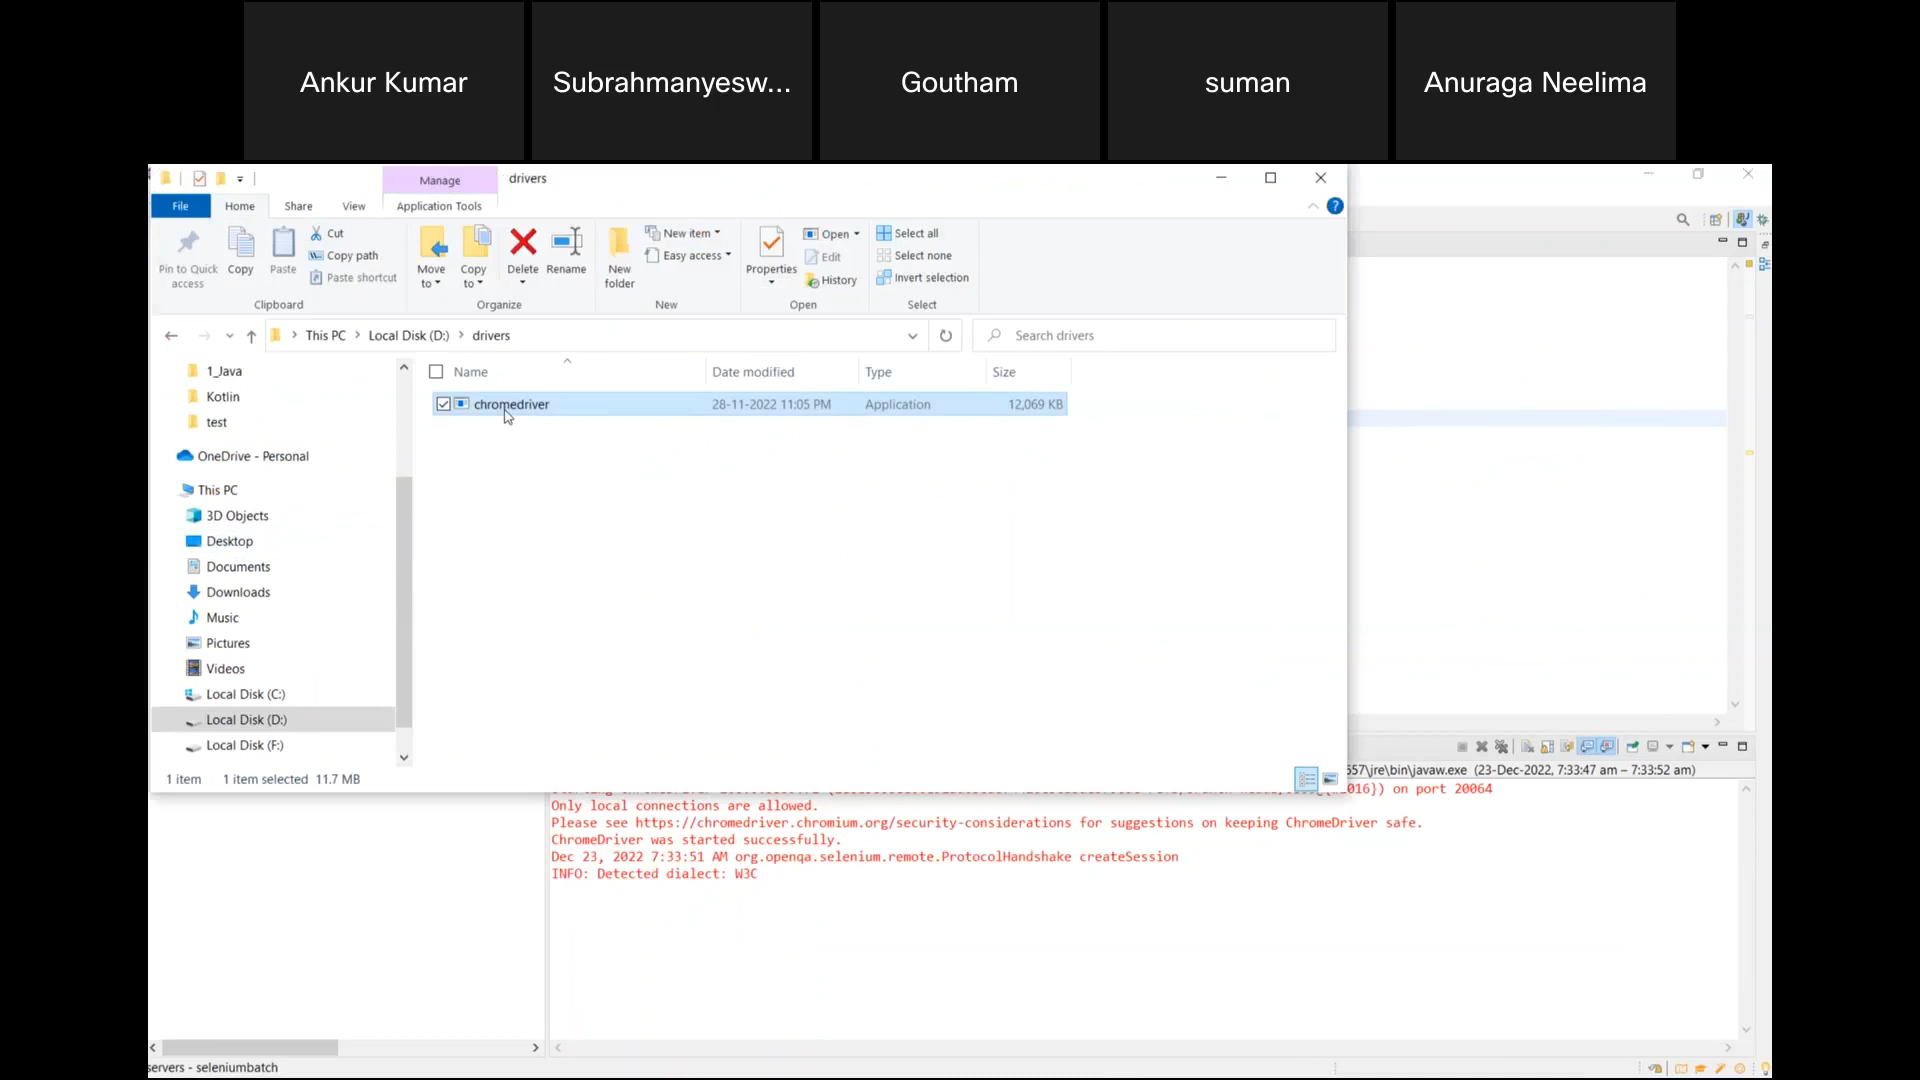 Ankur Kumar
Subrahmanyesw...
Goutham
suman
Anuraga Neelima
Manage
drivers
File
Home
Share
View
Application Tools
Pin to Quick access
Copy
Paste
Cut
Copy path
Paste shortcut
Clipboard
Move to
Copy to
Delete
Rename
Organize
New folder
New item
Easy access
New
Properties
Open
Edit
History
Open
Select all
Select none
Invert selection
Select
This PC > Local Disk (D:) > drivers
Search drivers
1_Java
Kotlin
test
OneDrive - Personal
This PC
3D Objects
Desktop
Documents
Downloads
Music
Pictures
Videos
Local Disk (C:)
Local Disk (D:)
Local Disk (F:)
Name Date modified Type Size
chromedriver 28-11-2022 11:05 PM Application 12,069 KB
1 item 1 item selected 11.7 MB
557\jre\bin\javaw.exe (23-Dec-2022, 7:33:47 am – 7:33:52 am)
on port 20064
Only local connections are allowed.
Please see https://chromedriver.chromium.org/security-considerations for suggestions on keeping ChromeDriver safe.
ChromeDriver was started successfully.
Dec 23, 2022 7:33:51 AM org.openqa.selenium.remote.ProtocolHandshake createSession
INFO: Detected dialect: W3C
servers - seleniumbatch